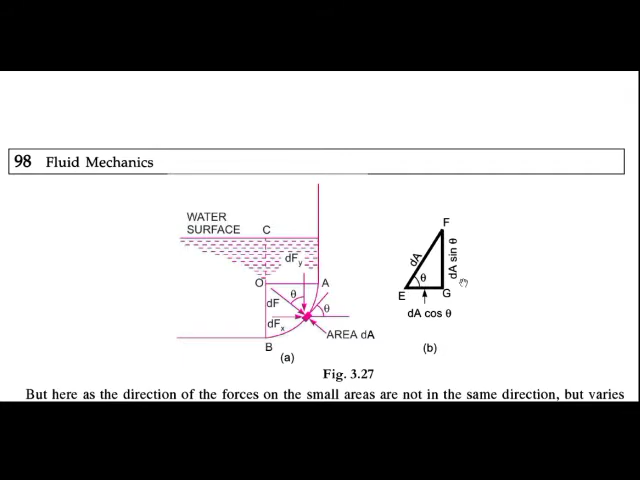 98 Fluid Mechanics
WATER
SURFACE
C
dFy
O
A
θ
θ
dF
dFx
AREA dA
B
(a)
F
dA
dA sin θ
θ
E
G
dA cos θ
(b)
Fig. 3.27
But here as the direction of the forces on the small areas are not in the same direction, but varies